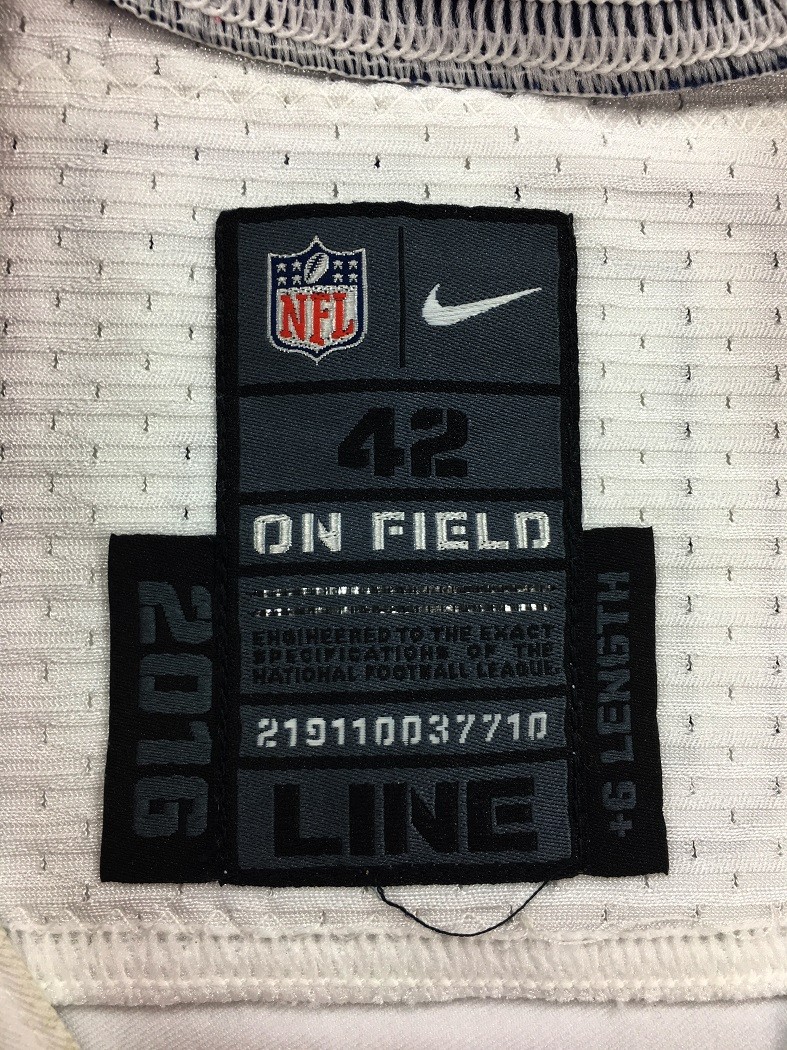 NFL
42
ON FIELD
ENGINEERED TO THE EXACT
SPECIFICATIONS OF THE
NATIONAL FOOTBALL LEAGUE.
219110037710
LINE
2016
+6 LENGTH